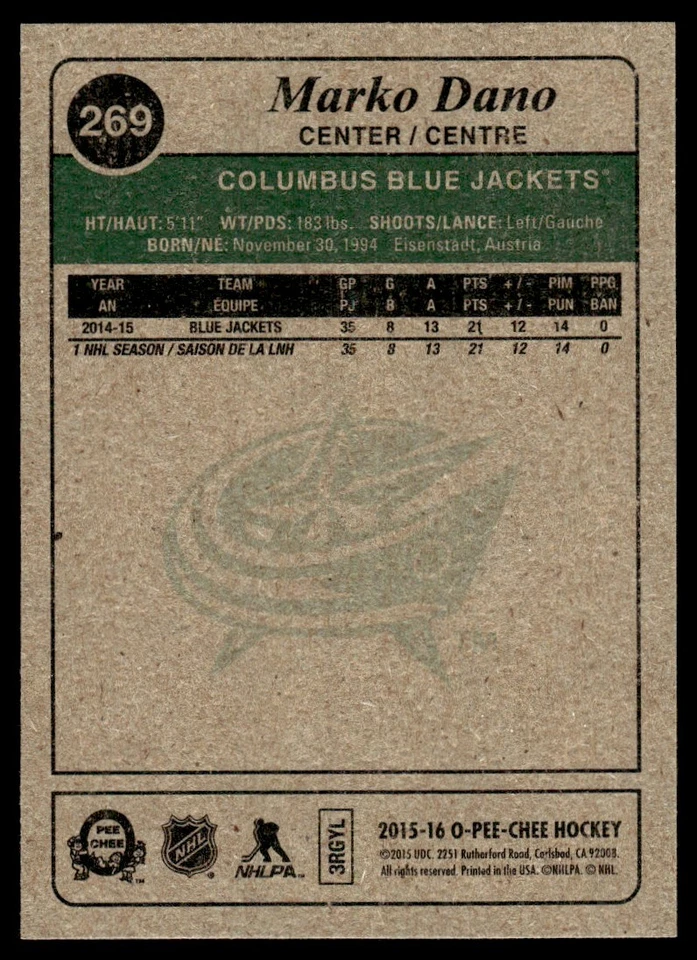 269
Marko Dano
CENTER / CENTRE
COLUMBUS BLUE JACKETS™
HT/HAUT: 5'11" WT/PDS: 183 lbs. SHOOTS/LANCE: Left/Gauche
BORN/NÉ: November 30, 1994 Eisenstadt, Austria
YEAR TEAM GP G A PTS +/- PIM PPG
AN ÉQUIPE PJ B A PTS +/- PUN BAN
2014-15 BLUE JACKETS 35 8 13 21 12 14 0
1 NHL SEASON / SAISON DE LA LNH 35 8 13 21 12 14 0
TM
PEE
CHEE
TM
NHL
®
NHLPA™
3RGYL
2015-16 O-PEE-CHEE HOCKEY
©2015 UDC. 2251 Rutherford Road, Carlsbad, CA 92008.
All rights reserved. Printed in the USA. ©NHLPA. © NHL.